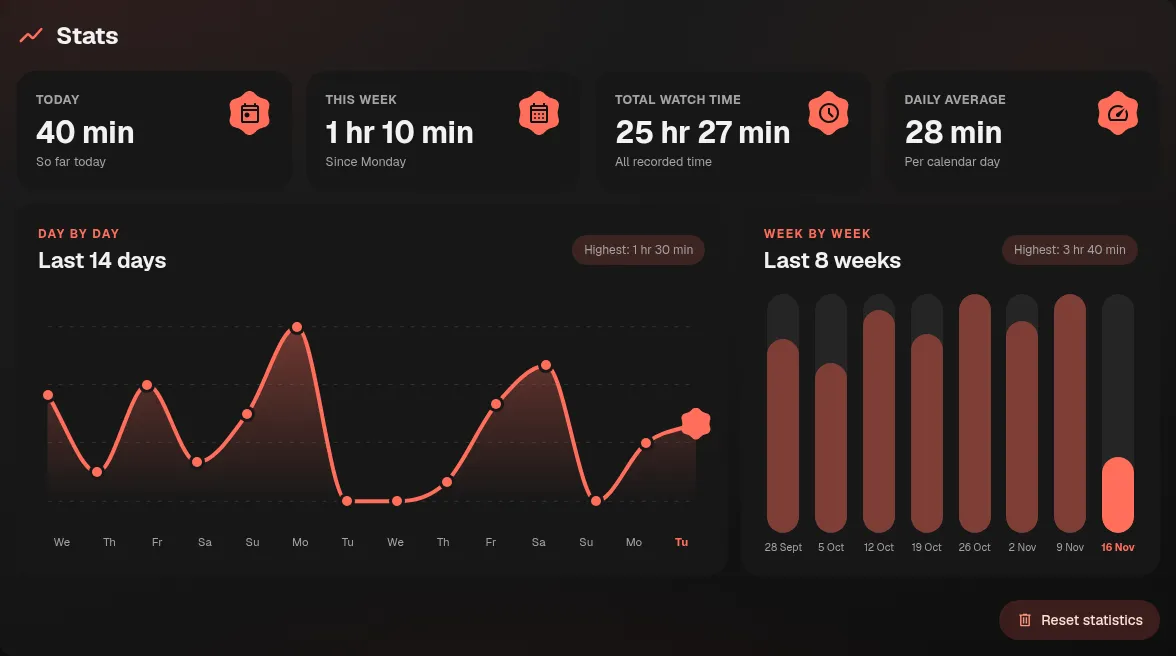 Stats
TODAY
40 min
So far today
THIS WEEK
1 hr 10 min
Since Monday
TOTAL WATCH TIME
25 hr 27 min
All recorded time
DAILY AVERAGE
28 min
Per calendar day
DAY BY DAY
Last 14 days
Highest: 1 hr 30 min
We Th Fr Sa Su Mo Tu We Th Fr Sa Su Mo Tu
WEEK BY WEEK
Last 8 weeks
Highest: 3 hr 40 min
28 Sept 5 Oct 12 Oct 19 Oct 26 Oct 2 Nov 9 Nov 16 Nov
Reset statistics